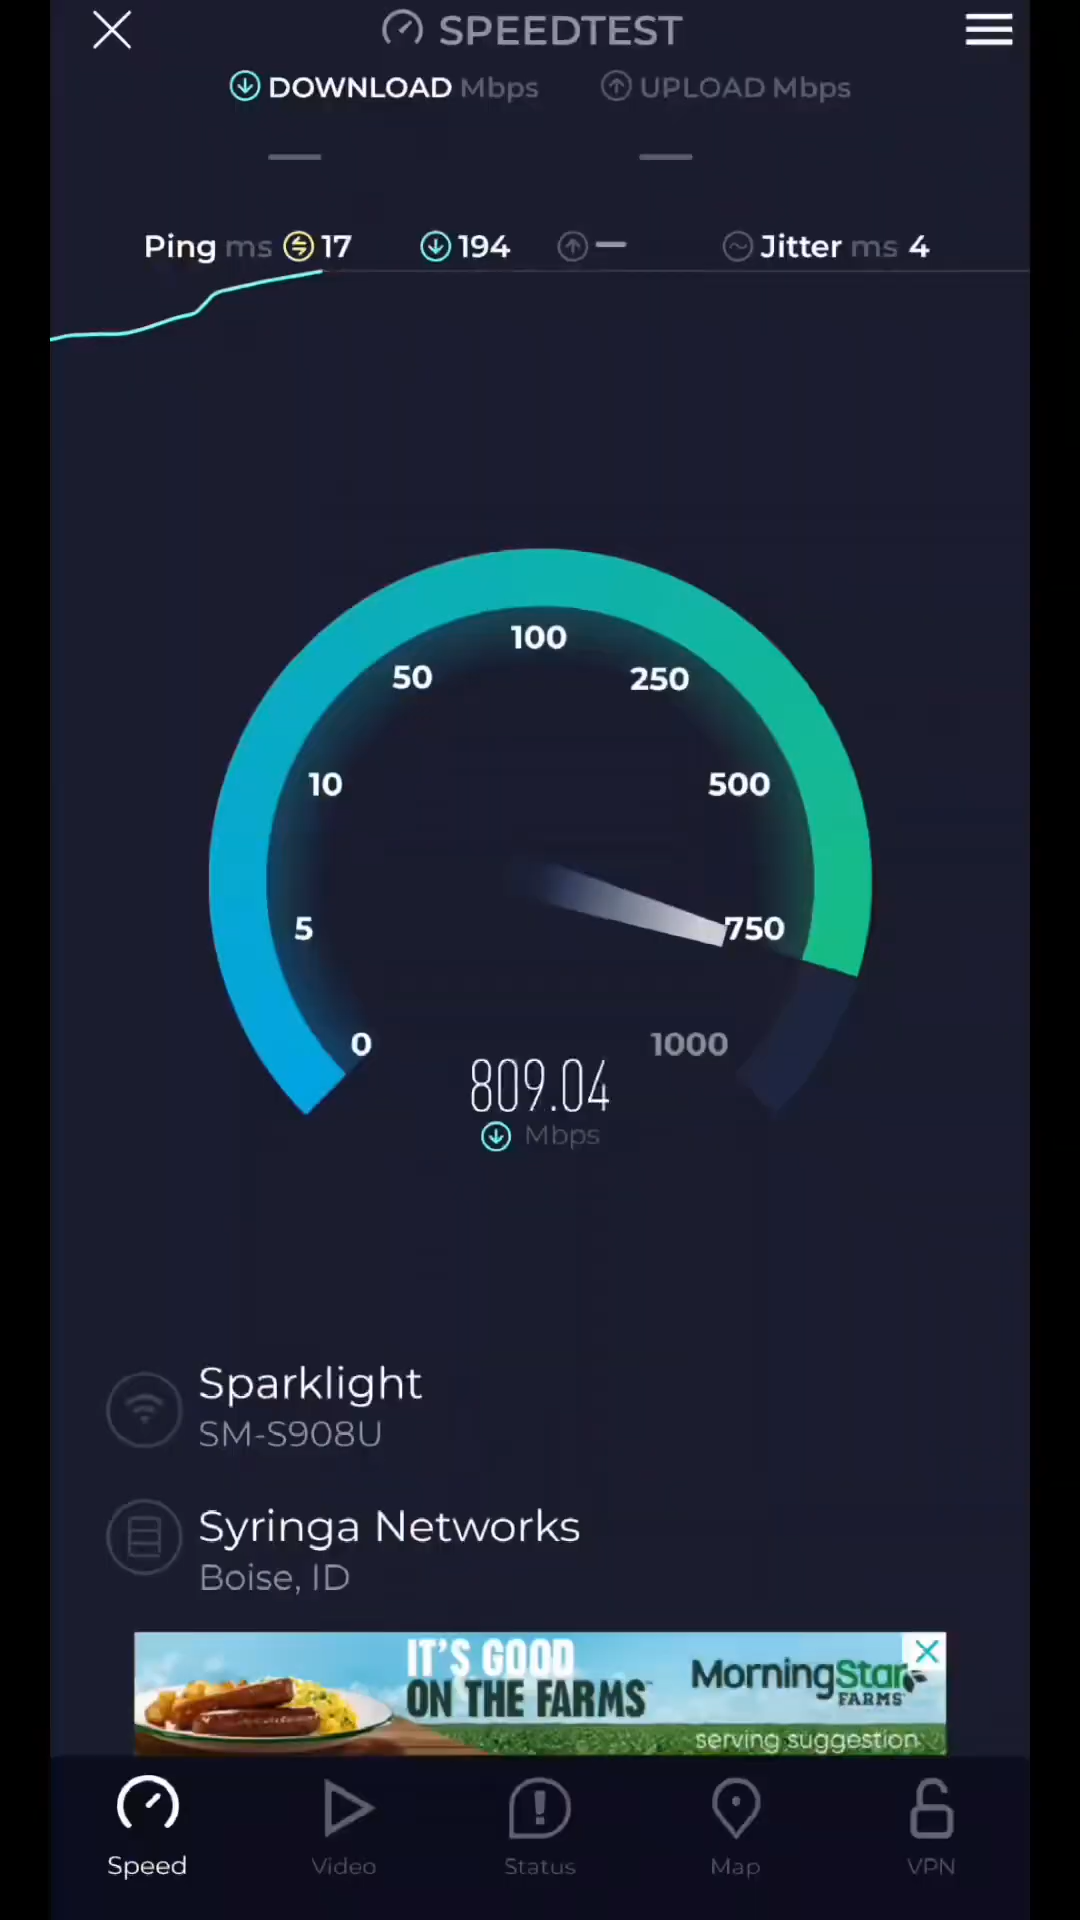 SPEEDTEST
DOWNLOAD Mbps UPLOAD Mbps
Ping ms 17 194 — Jitter ms 4
100
50 250
10 500
5 750
0 1000
809.04
Mbps
Sparklight
SM-S908U
Syringa Networks
Boise, ID
IT'S GOOD
ON THE FARMS™
MorningStar
FARMS
serving suggestion
Speed Video Status Map VPN